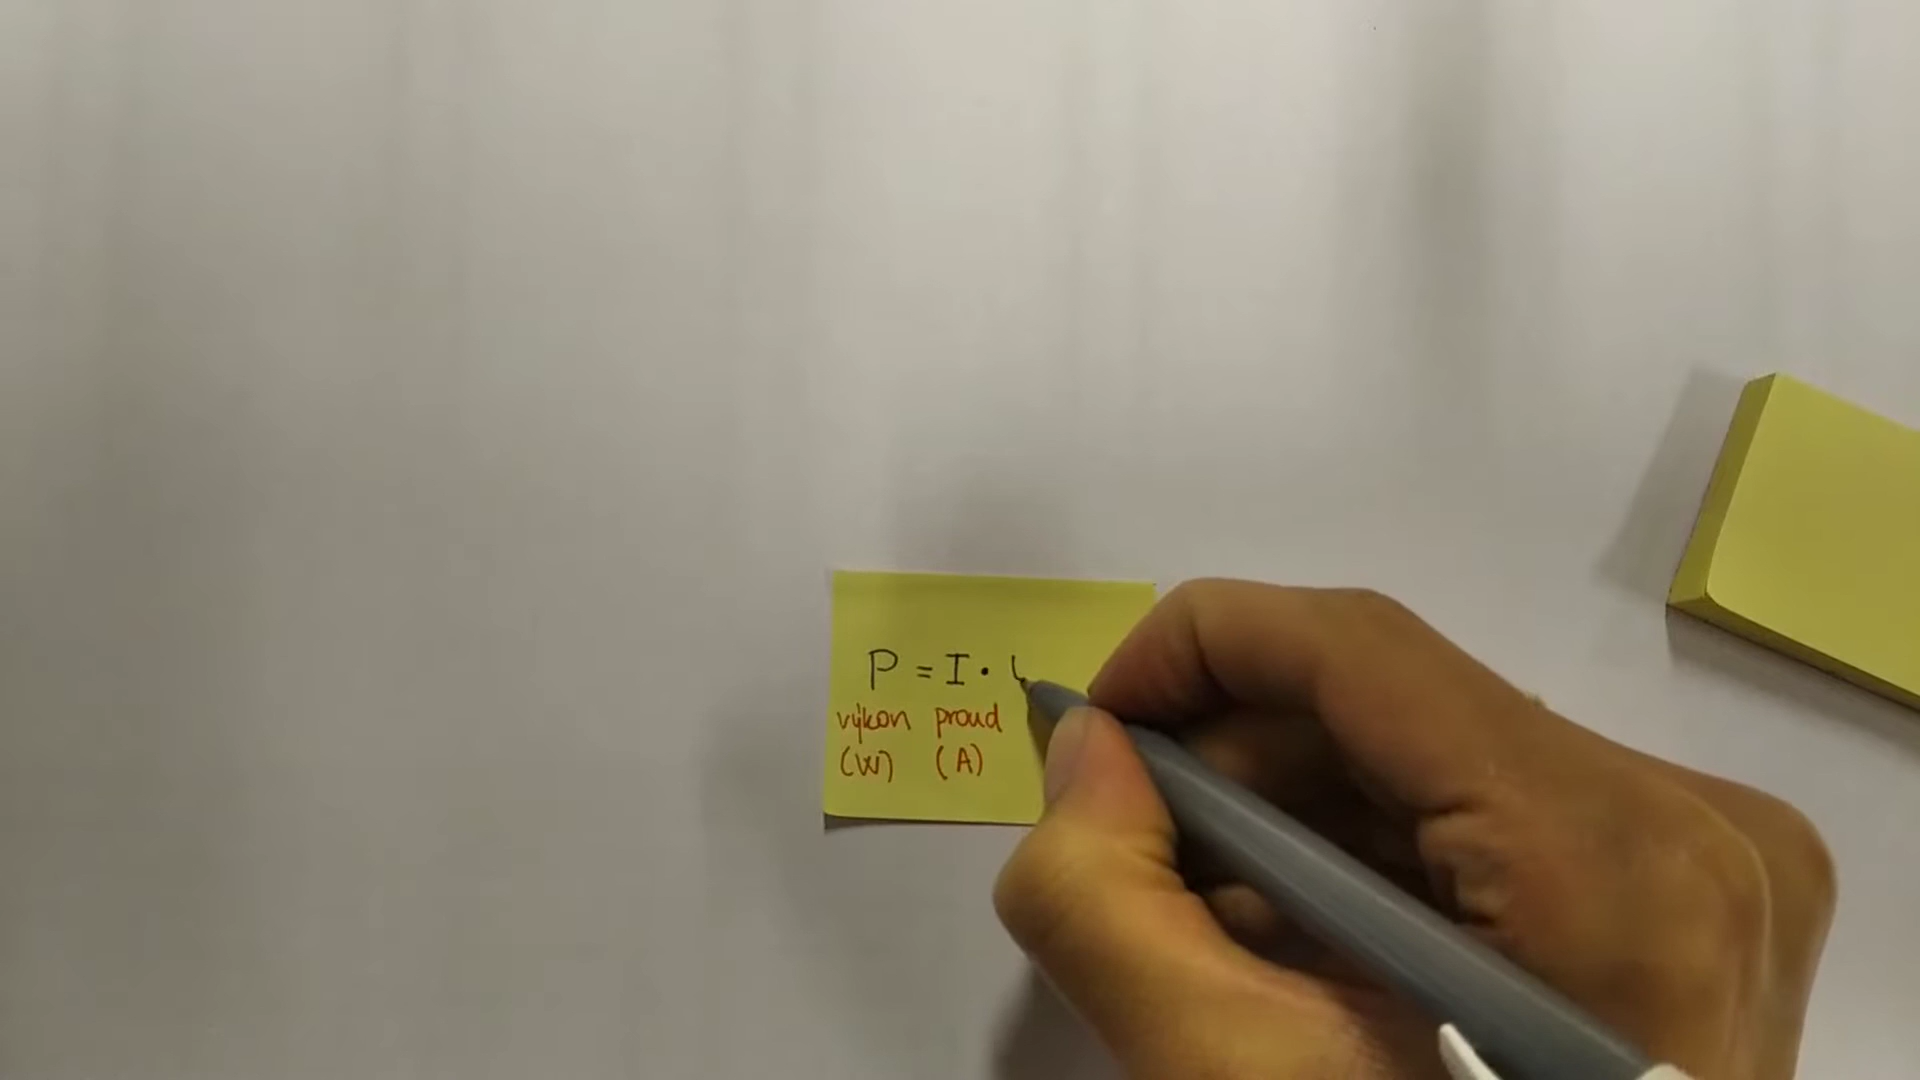 P = I ·
výkon proud
(W) (A)